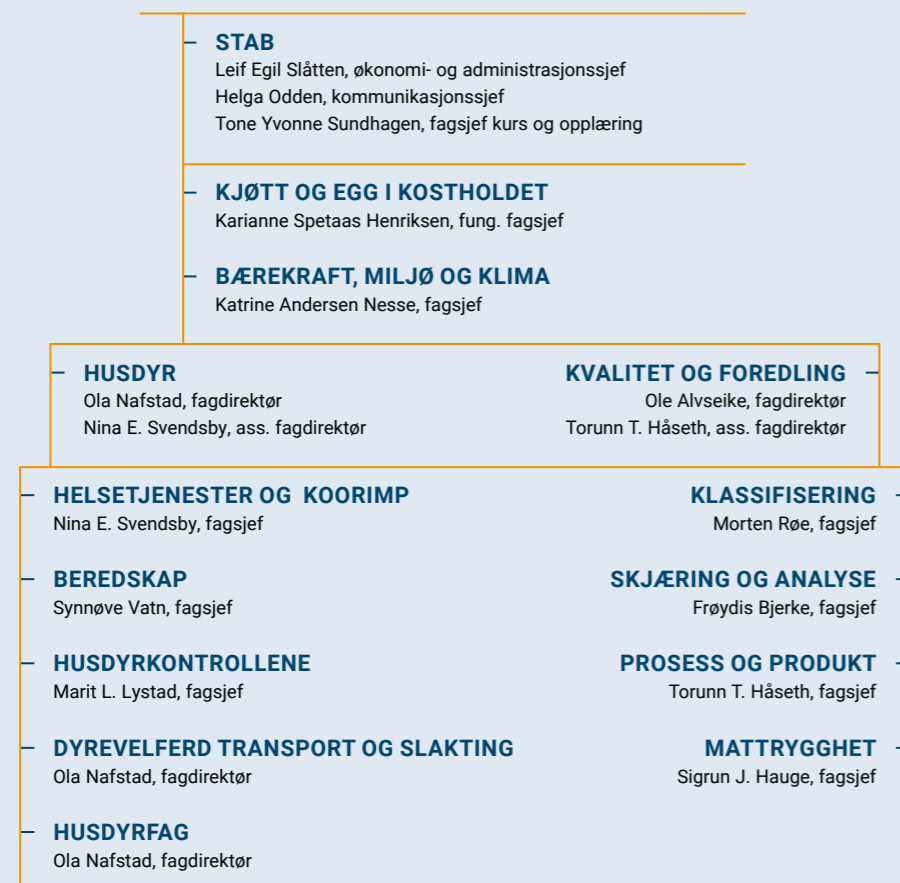 STAB
Leif Egil Slåtten, økonomi- og administrasjonssjef
Helga Odden, kommunikasjonssjef
Tone Yvonne Sundhagen, fagsjef kurs og opplæring
KJØTT OG EGG I KOSTHOLDET
Karianne Spetaas Henriksen, fung. fagsjef
BÆREKRAFT, MILJØ OG KLIMA
Katrine Andersen Nesse, fagsjef
HUSDYR
Ola Nafstad, fagdirektør
Nina E. Svendsby, ass. fagdirektør
KVALITET OG FOREDLING
Ole Alvseike, fagdirektør
Torunn T. Håseth, ass. fagdirektør
HELSETJENESTER OG KOORIMP
Nina E. Svendsby, fagsjef
BEREDSKAP
Synnøve Vatn, fagsjef
HUSDYRKONTROLLENE
Marit L. Lystad, fagsjef
DYREVELFERD TRANSPORT OG SLAKTING
Ola Nafstad, fagdirektør
HUSDYRFAG
Ola Nafstad, fagdirektør
KLASSIFISERING
Morten Røe, fagsjef
SKJÆRING OG ANALYSE
Frøydis Bjerke, fagsjef
PROSESS OG PRODUKT
Torunn T. Håseth, fagsjef
MATTRYGGHET
Sigrun J. Hauge, fagsjef